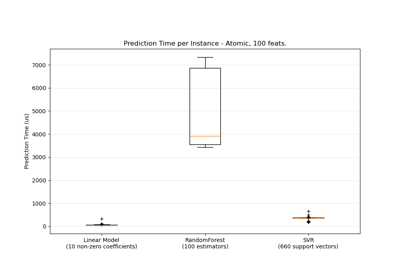 Prediction Time per Instance - Atomic, 100 feats.
7000
6000
5000
4000
3000
2000
1000
0
Prediction Time (us)
Linear Model
(10 non-zero coefficients)
RandomForest
(100 estimators)
SVR
(660 support vectors)